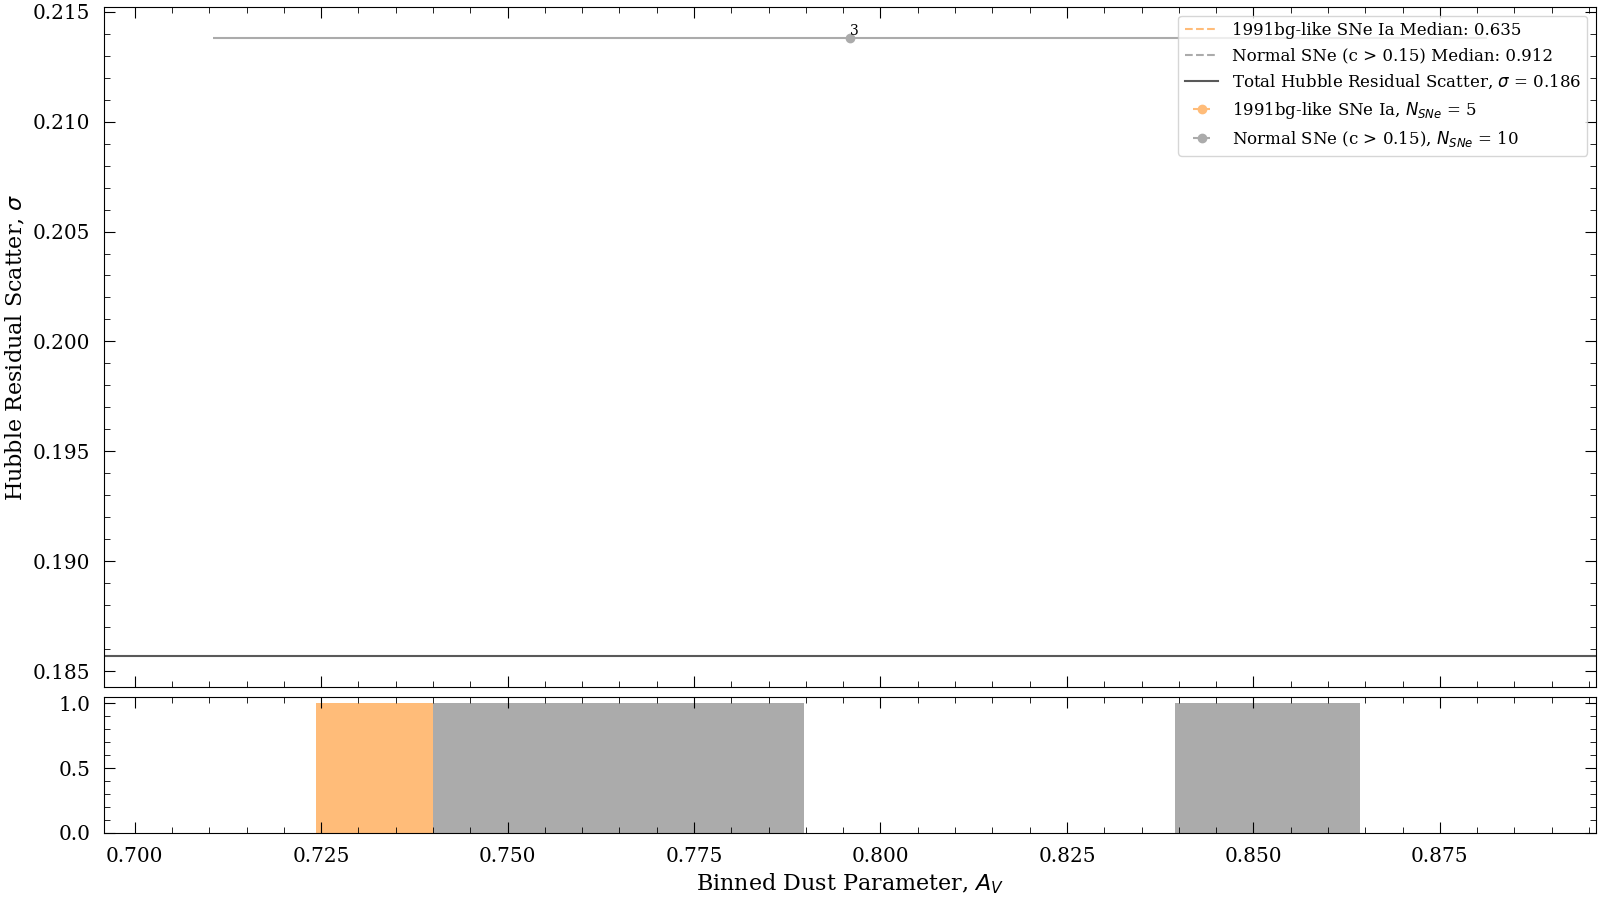 0.215
0.210
0.205
0.200
0.195
0.190
0.185
Hubble Residual Scatter, σ
3
1991bg-like SNe Ia Median: 0.635
Normal SNe (c > 0.15) Median: 0.912
Total Hubble Residual Scatter, σ = 0.186
1991bg-like SNe Ia, N_SNe = 5
Normal SNe (c > 0.15), N_SNe = 10
1.0
0.5
0.0
0.700 0.725 0.750 0.775 0.800 0.825 0.850 0.875
Binned Dust Parameter, A_V